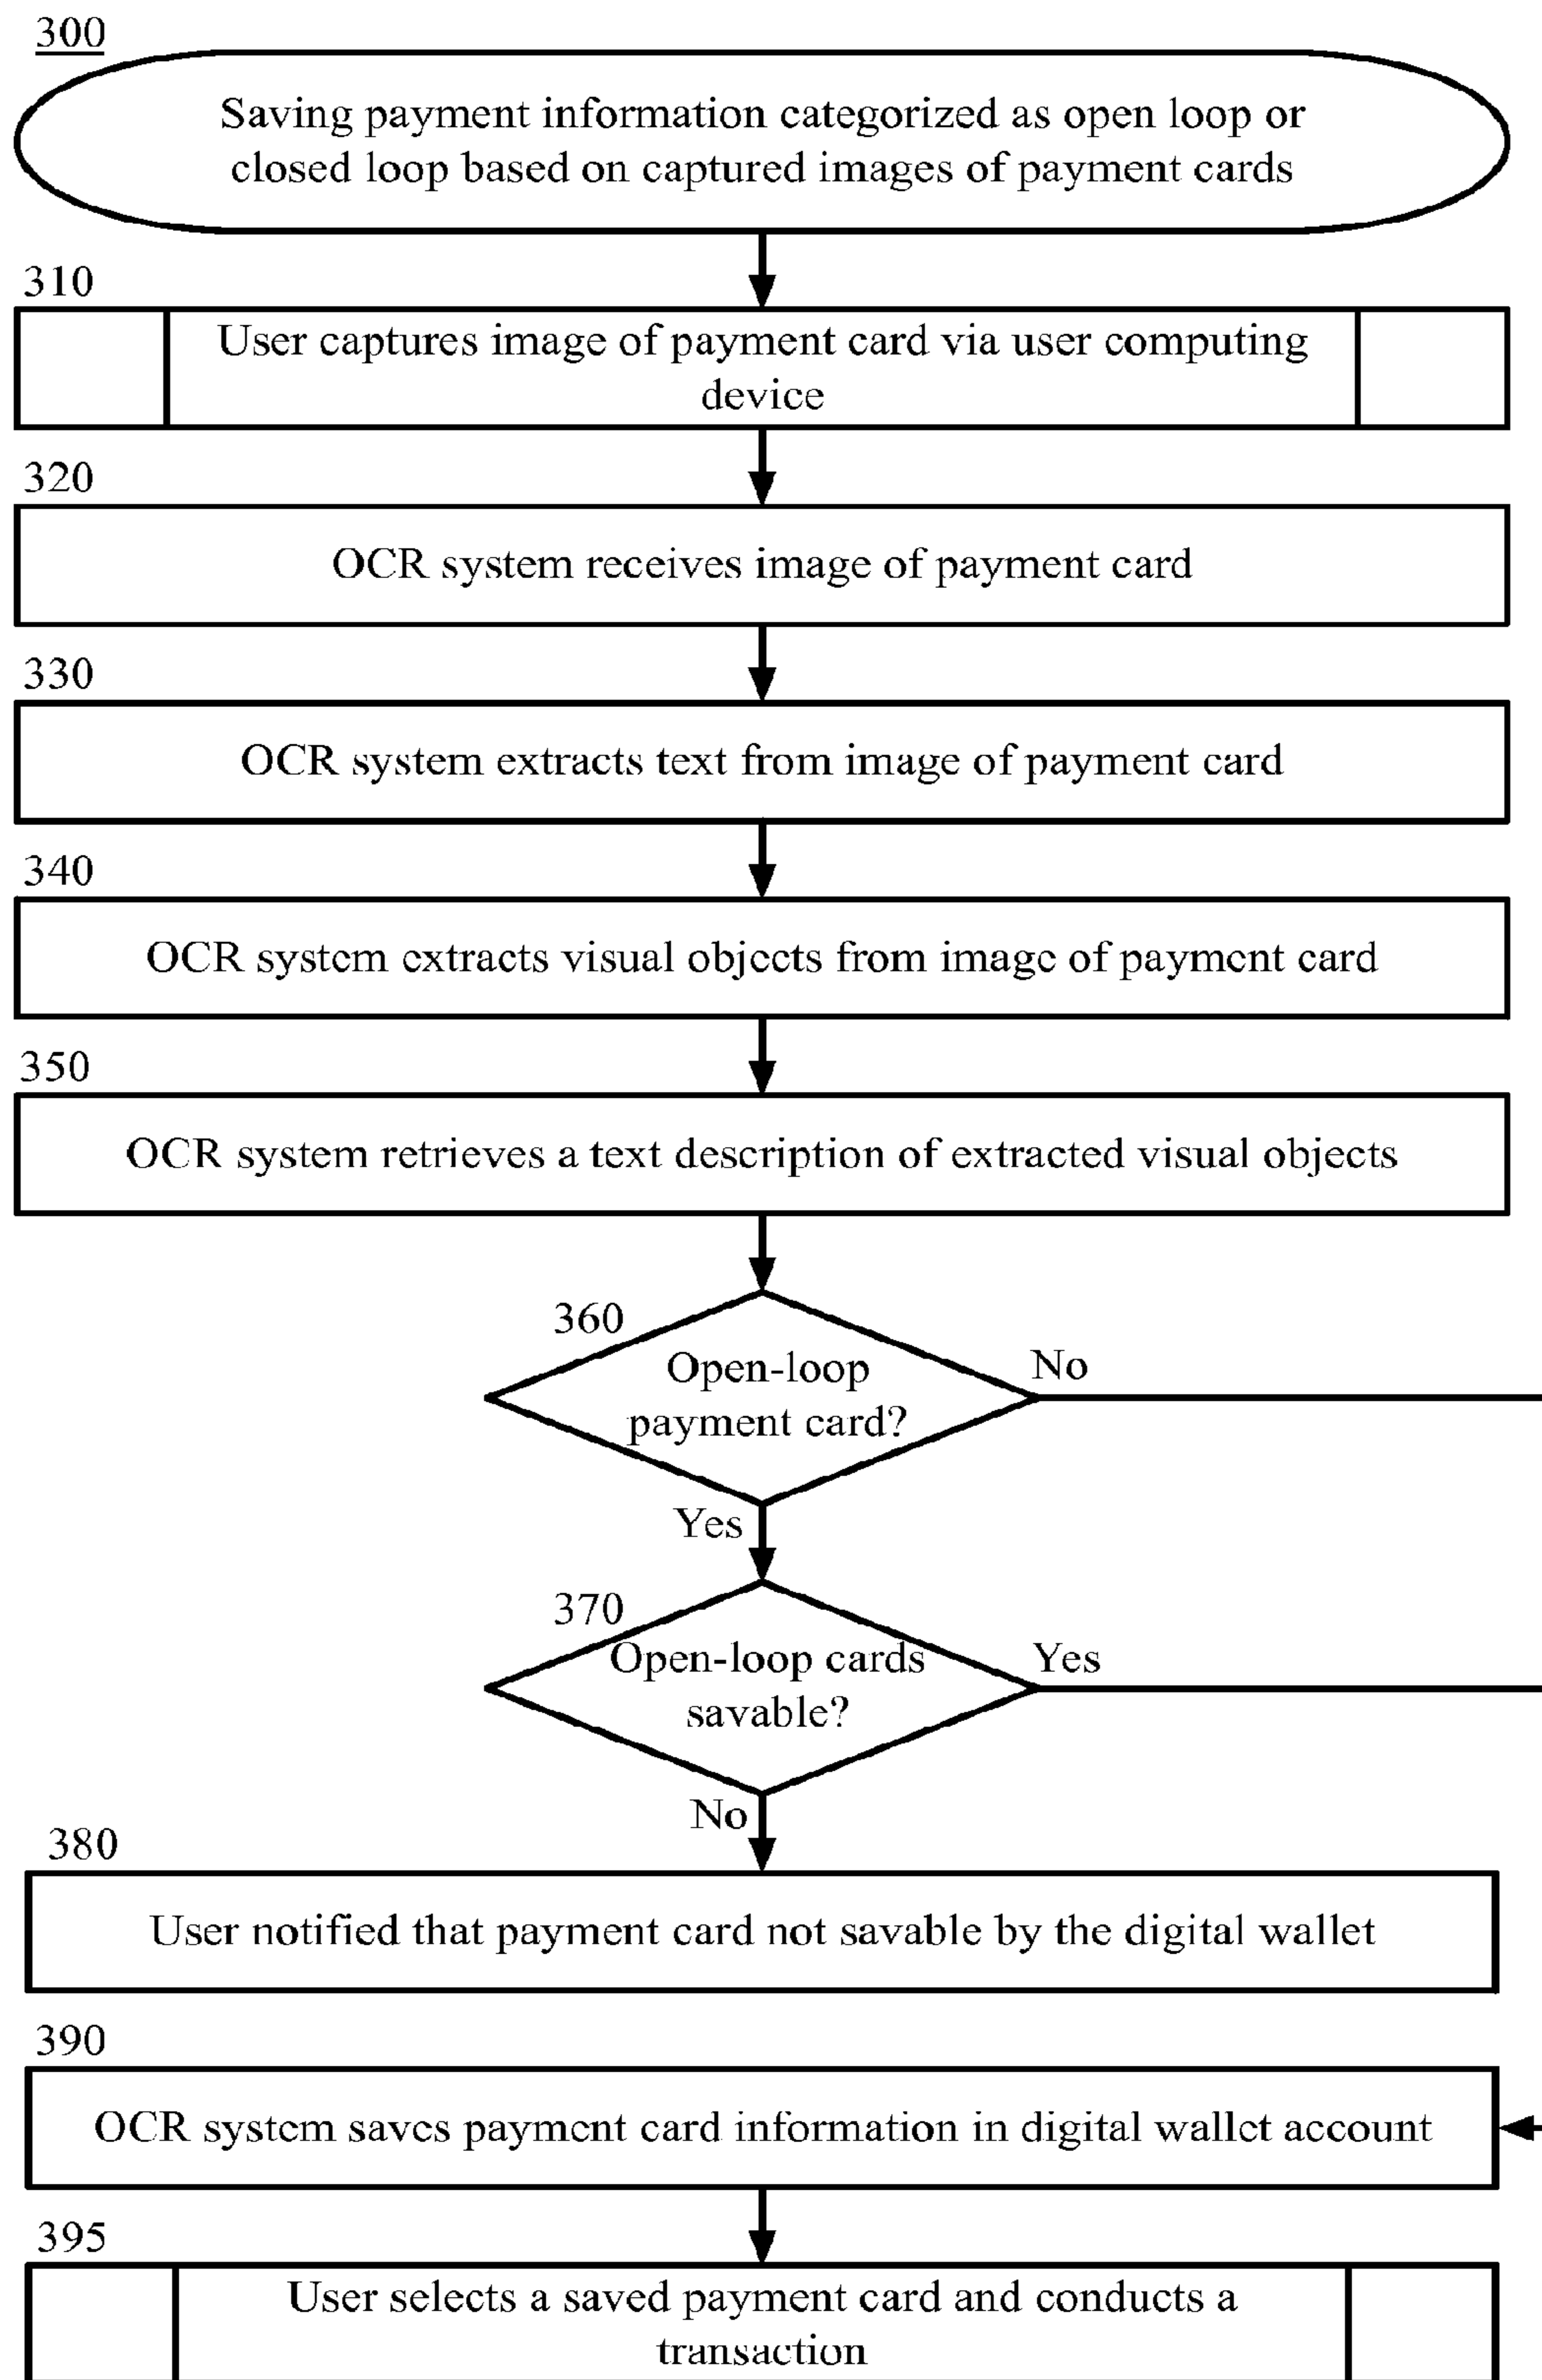 300
Saving payment information categorized as open loop or
closed loop based on captured images of payment cards
310
User captures image of payment card via user computing
device
320
OCR system receives image of payment card
330
OCR system extracts text from image of payment card
340
OCR system extracts visual objects from image of payment card
350
OCR system retrieves a text description of extracted visual objects
360
Open-loop
payment card?
No
Yes
370
Open-loop cards
savable?
Yes
No
380
User notified that payment card not savable by the digital wallet
390
OCR system saves payment card information in digital wallet account
395
User selects a saved payment card and conducts a
transaction